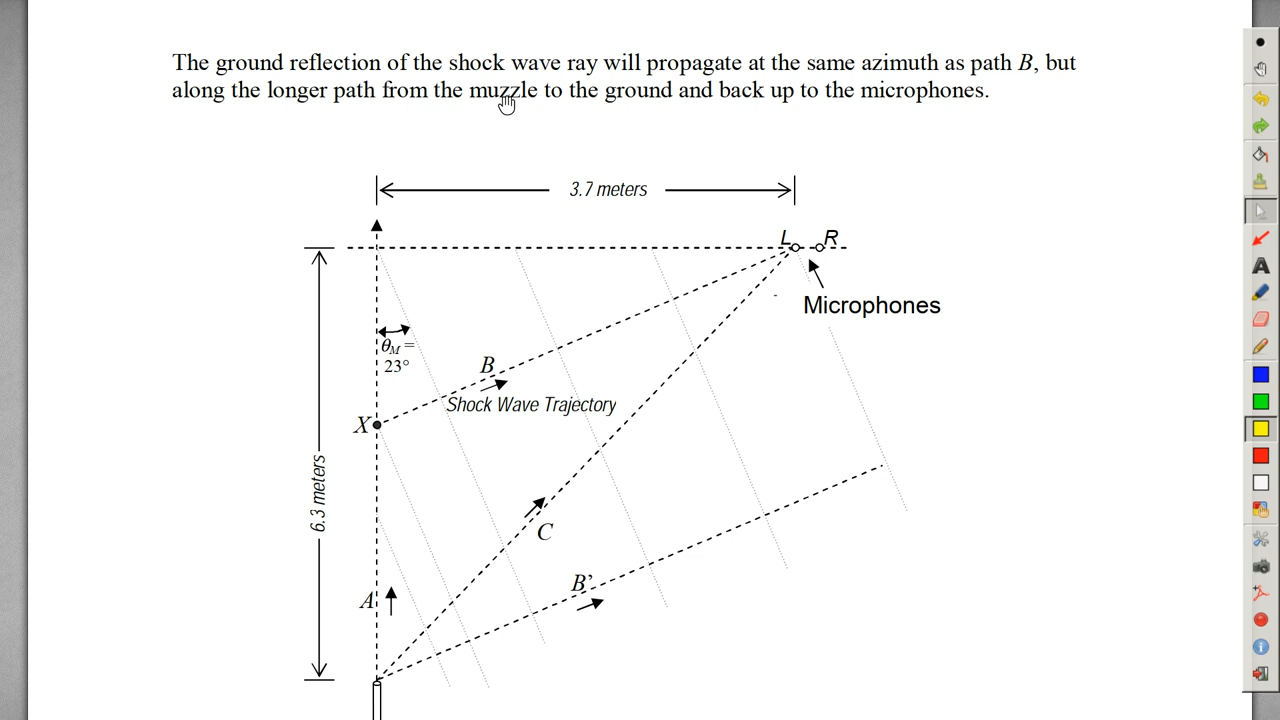 The ground reflection of the shock wave ray will propagate at the same azimuth as path B, but
along the longer path from the muzzle to the ground and back up to the microphones.
3.7 meters
L R
Microphones
θM =
23°
B
Shock Wave Trajectory
X
6.3 meters
C
B’
A